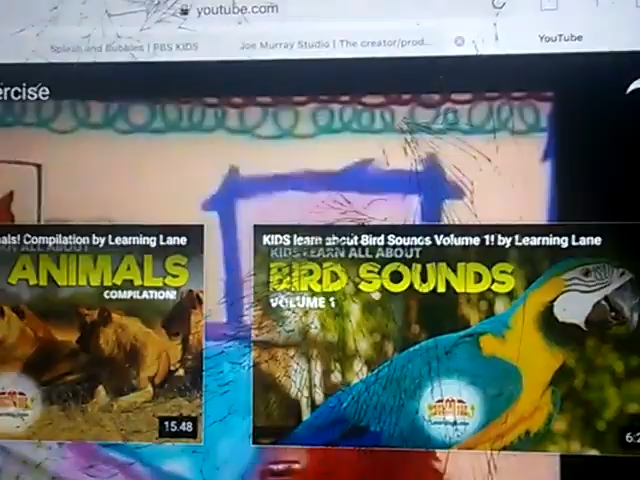 youtube.com
Splash and Bubbles | PBS KIDS
Joe Murray Studio | The creator/prod...
YouTube
ercise
als! Compilation by Learning Lane
ANIMALS
COMPILATION!
15:48
KIDS learn about Bird Sounds Volume 1! by Learning Lane
KIDS LEARN ALL ABOUT
BIRD SOUNDS
VOLUME 1
6:2